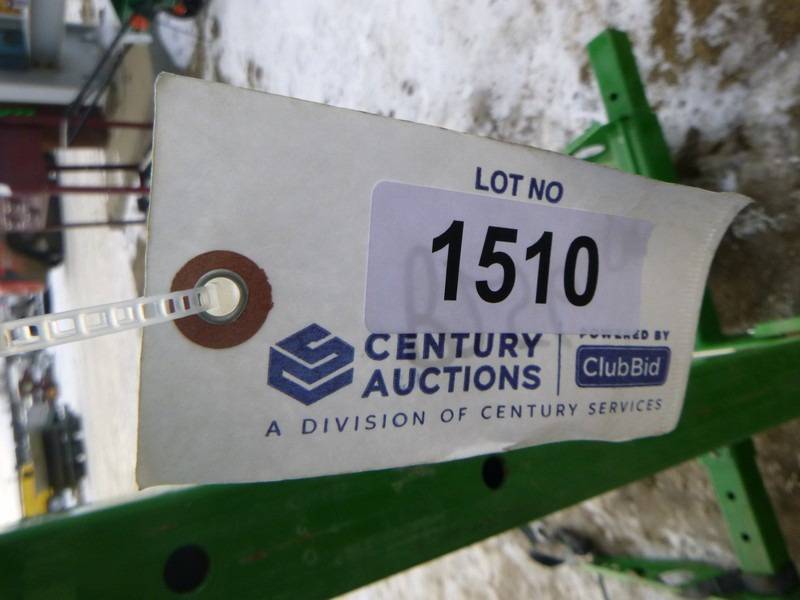 LOT NO
1510
CENTURY
AUCTIONS
POWERED BY
ClubBid
A DIVISION OF CENTURY SERVICES